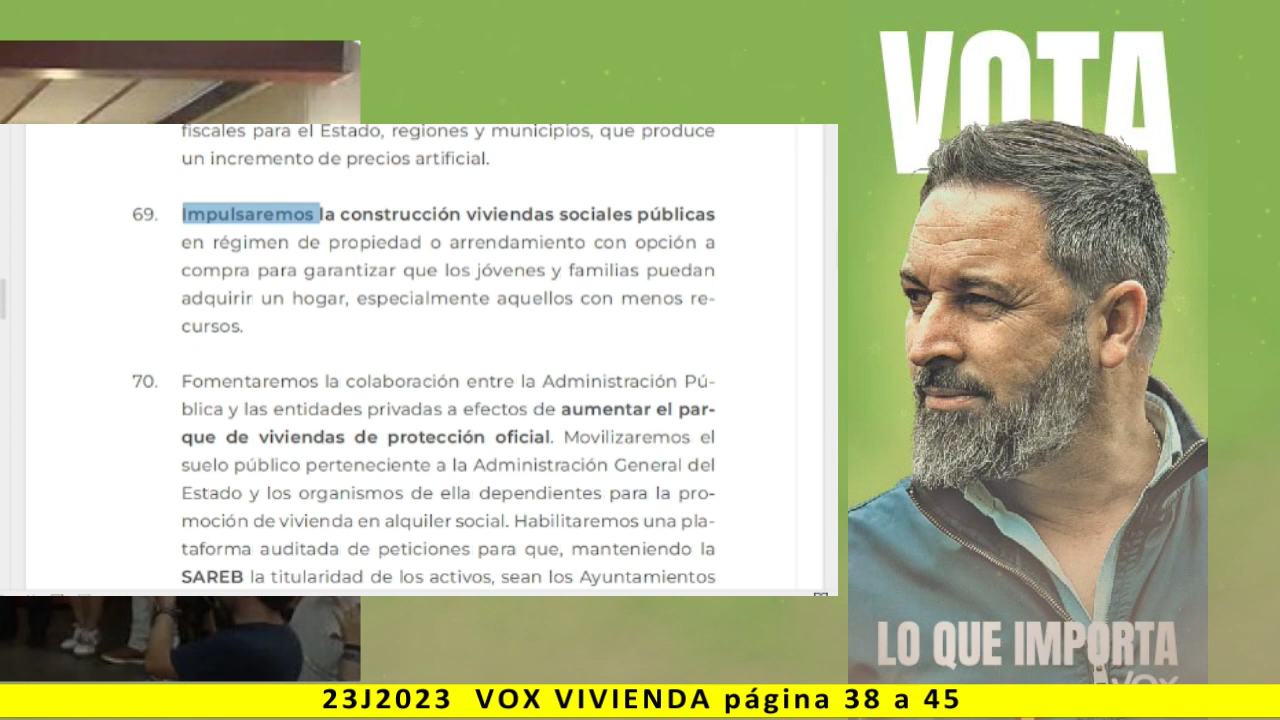 fiscales para el Estado, regiones y municipios, que produce
un incremento de precios artificial.
69. Impulsaremos la construcción viviendas sociales públicas
en régimen de propiedad o arrendamiento con opción a
compra para garantizar que los jóvenes y familias puedan
adquirir un hogar, especialmente aquellos con menos re-
cursos.
70. Fomentaremos la colaboración entre la Administración Pú-
blica y las entidades privadas a efectos de aumentar el par-
que de viviendas de protección oficial. Movilizaremos el
suelo público perteneciente a la Administración General del
Estado y los organismos de ella dependientes para la pro-
moción de vivienda en alquiler social. Habilitaremos una pla-
taforma auditada de peticiones para que, manteniendo la
SAREB la titularidad de los activos, sean los Ayuntamientos
VOTA
LO QUE IMPORTA
VOX
23J2023 VOX VIVIENDA página 38 a 45